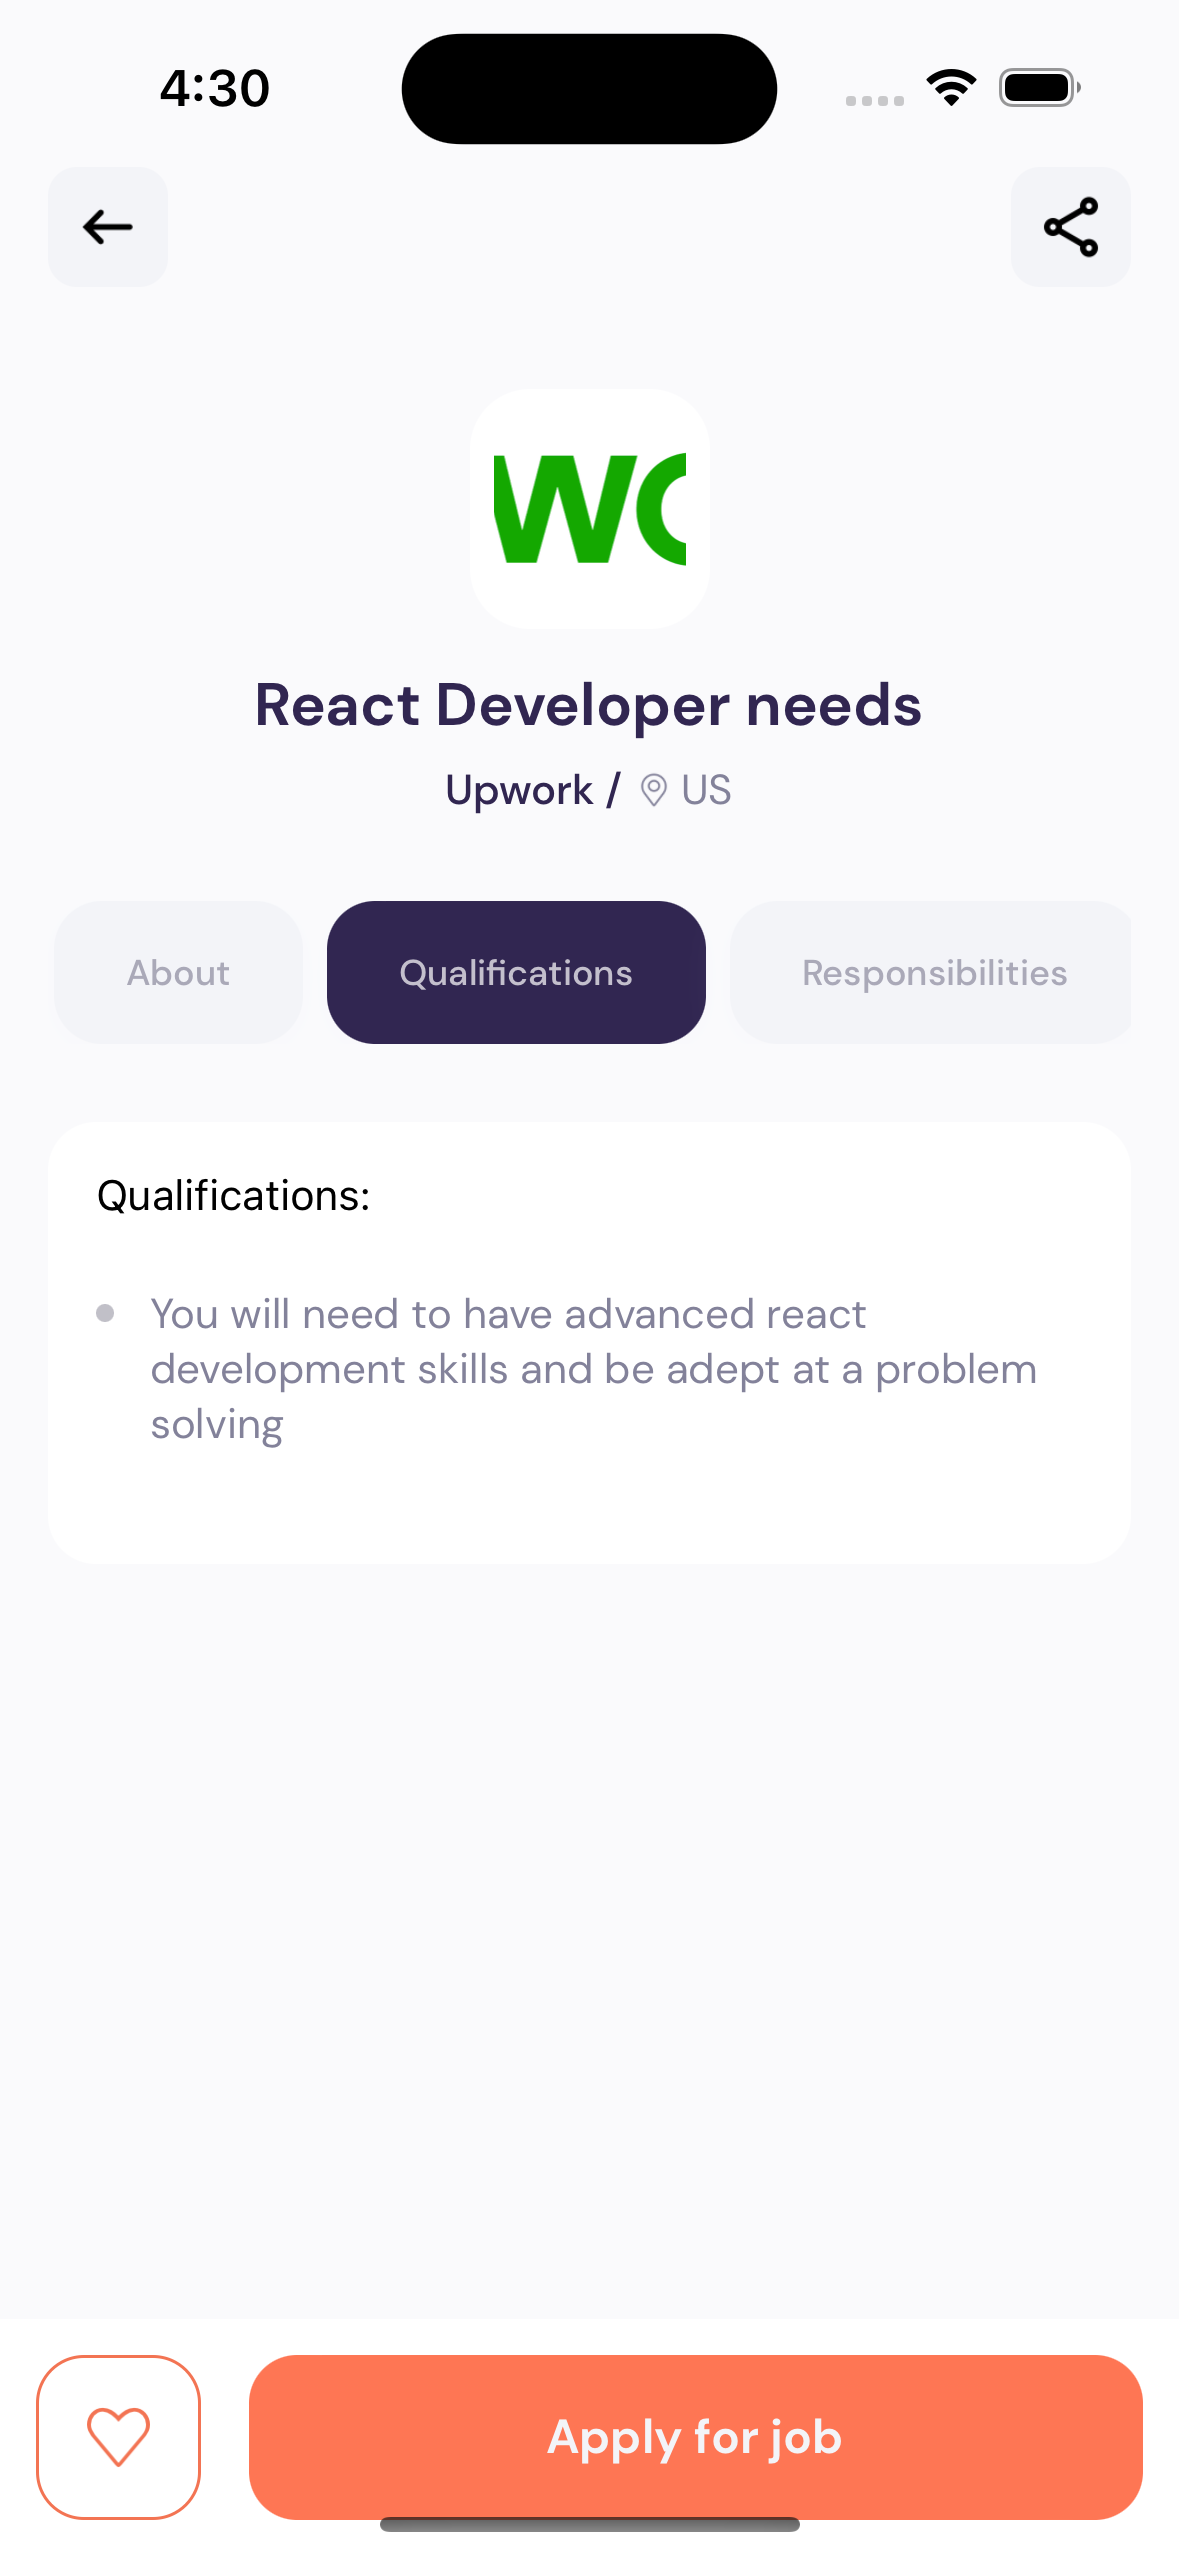 4:30
WC
React Developer needs
Upwork / US
About
Qualifications
Responsibilities
Qualifications:
You will need to have advanced react
development skills and be adept at a problem
solving
Apply for job